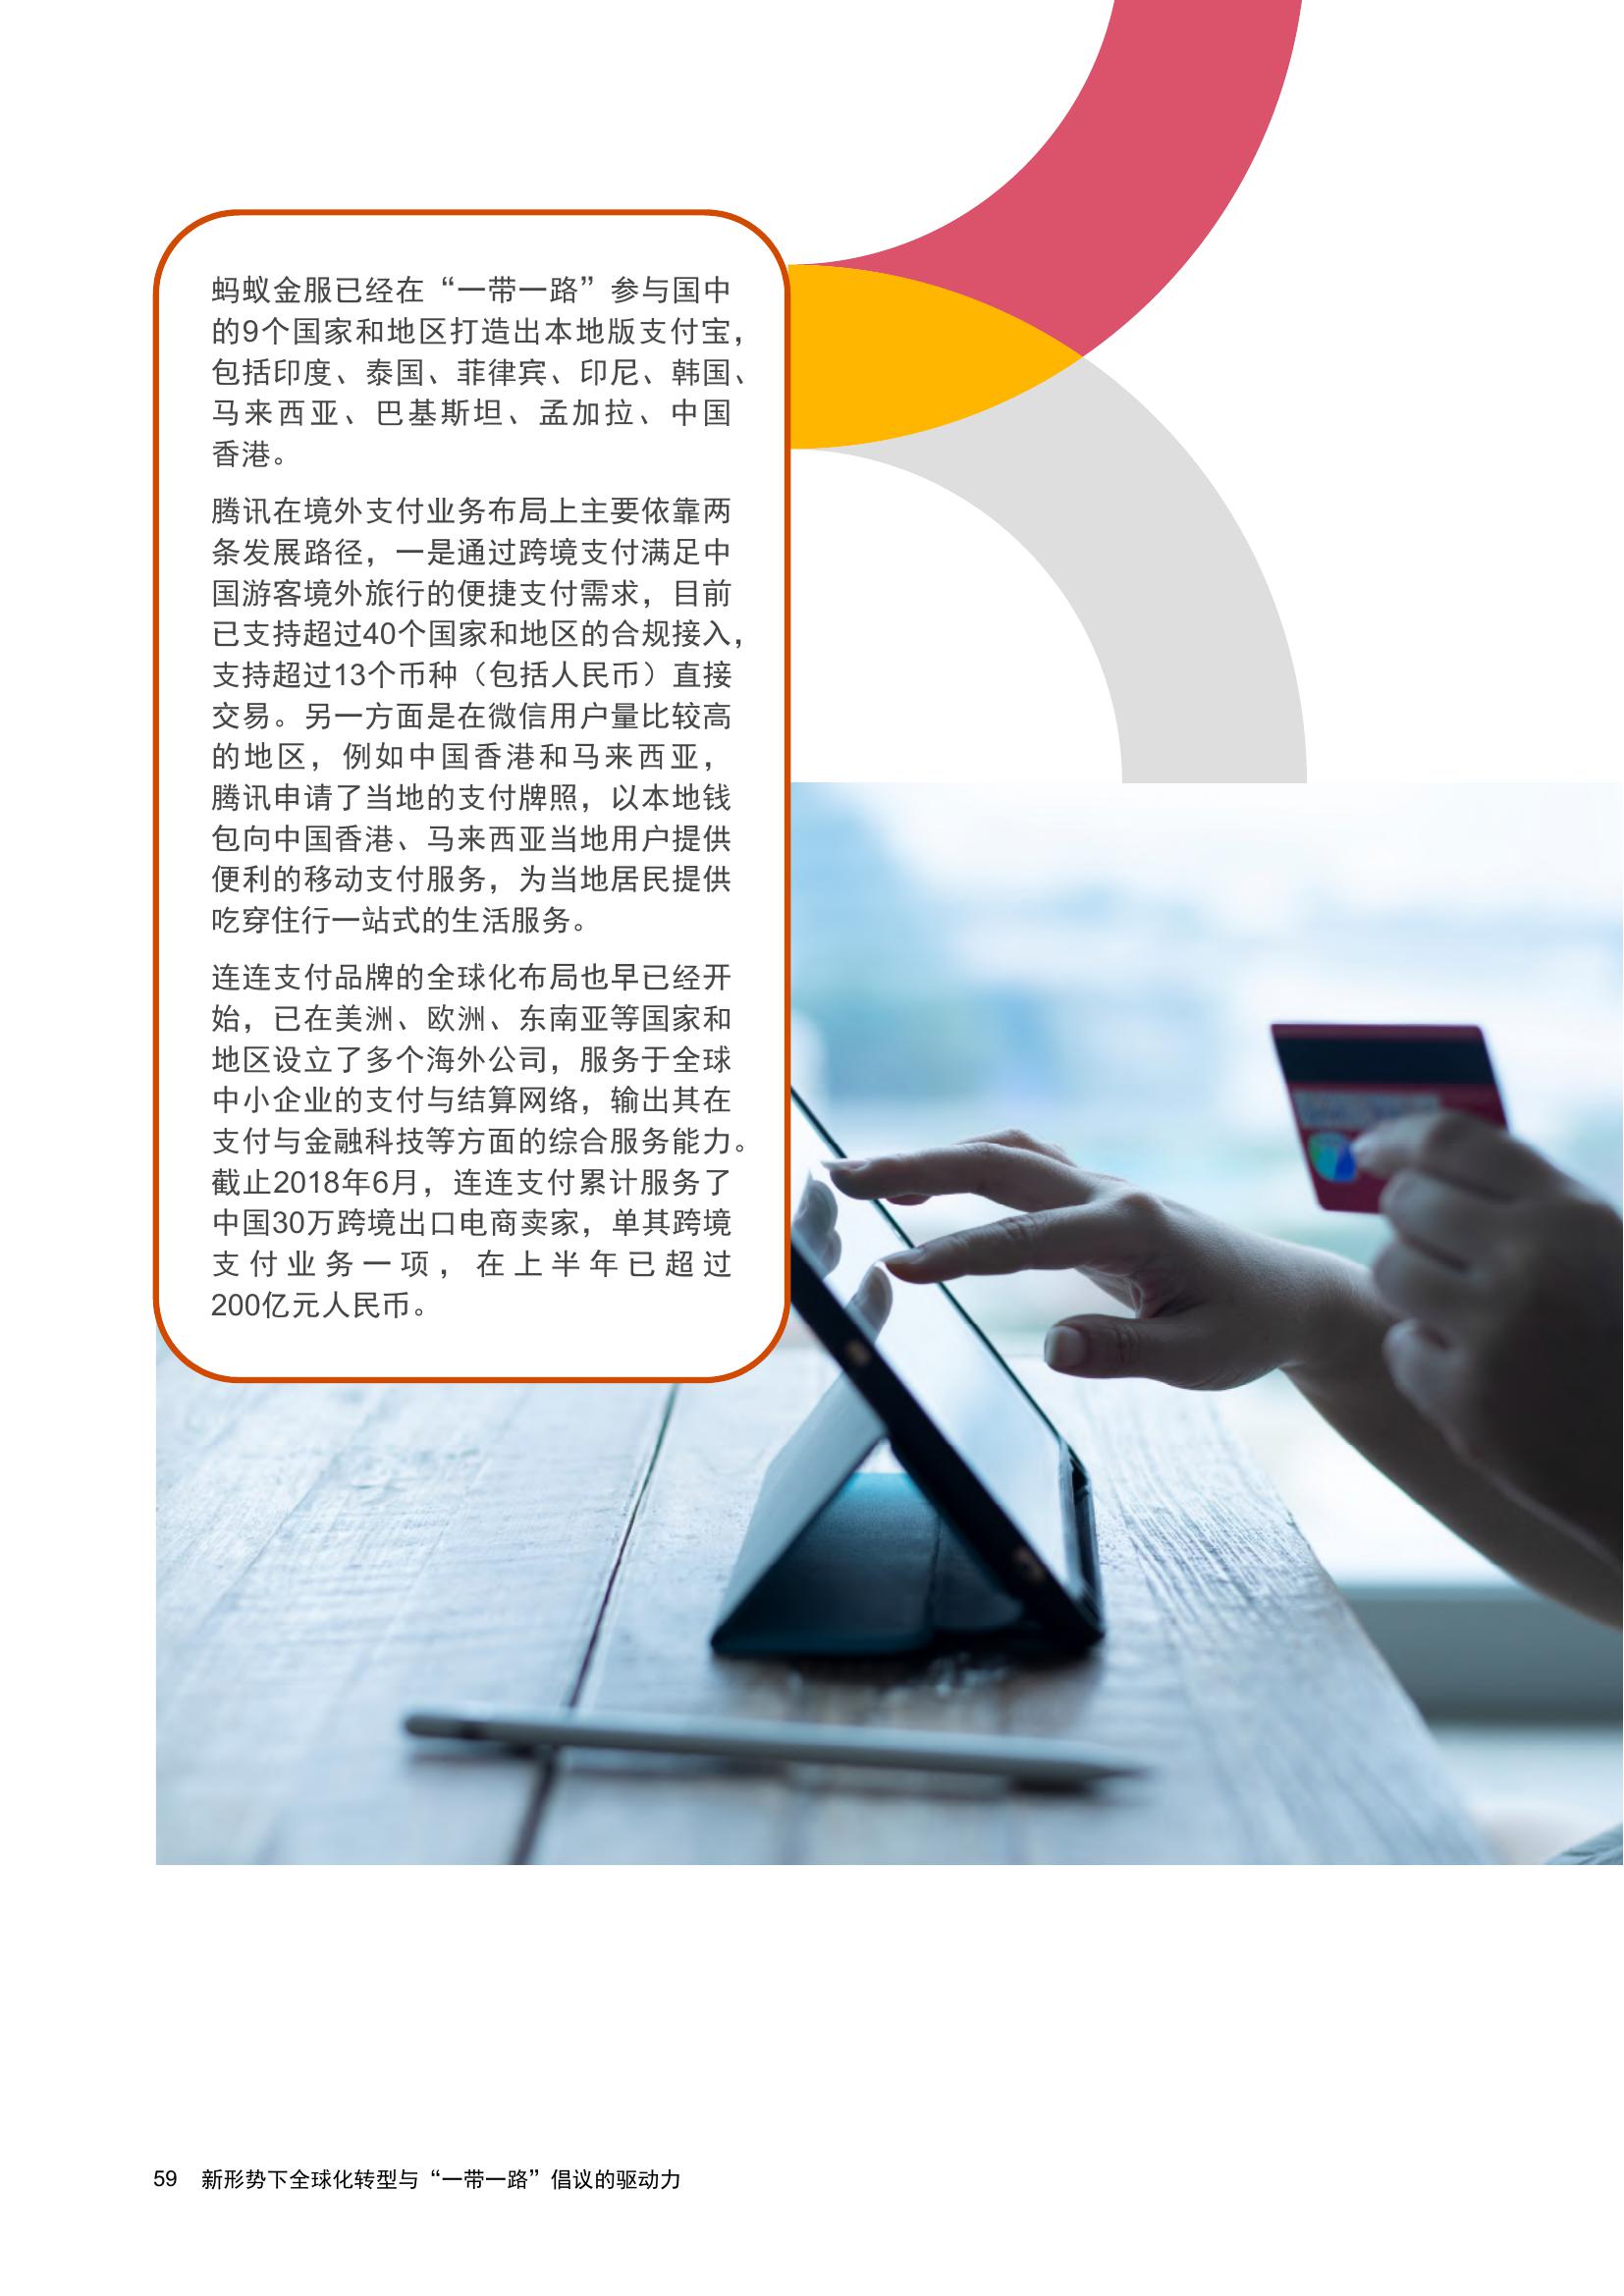 蚂蚁金服已经在“一带一路”参与国中
的9个国家和地区打造出本地版支付宝，
包括印度、泰国、菲律宾、印尼、韩国、
马来西亚、巴基斯坦、孟加拉、中国
香港。
腾讯在境外支付业务布局上主要依靠两
条发展路径，一是通过跨境支付满足中
国游客境外旅行的便捷支付需求，目前
已支持超过40个国家和地区的合规接入，
支持超过13个币种（包括人民币）直接
交易。另一方面是在微信用户量比较高
的地区，例如中国香港和马来西亚，
腾讯申请了当地的支付牌照，以本地钱
包向中国香港、马来西亚当地用户提供
便利的移动支付服务，为当地居民提供
吃穿住行一站式的生活服务。
连连支付品牌的全球化布局也早已经开
始，已在美洲、欧洲、东南亚等国家和
地区设立了多个海外公司，服务于全球
中小企业的支付与结算网络，输出其在
支付与金融科技等方面的综合服务能力。
截止2018年6月，连连支付累计服务了
中国30万跨境出口电商卖家，单其跨境
支付业务一项，在上半年已超过
200亿元人民币。
59 新形势下全球化转型与“一带一路”倡议的驱动力